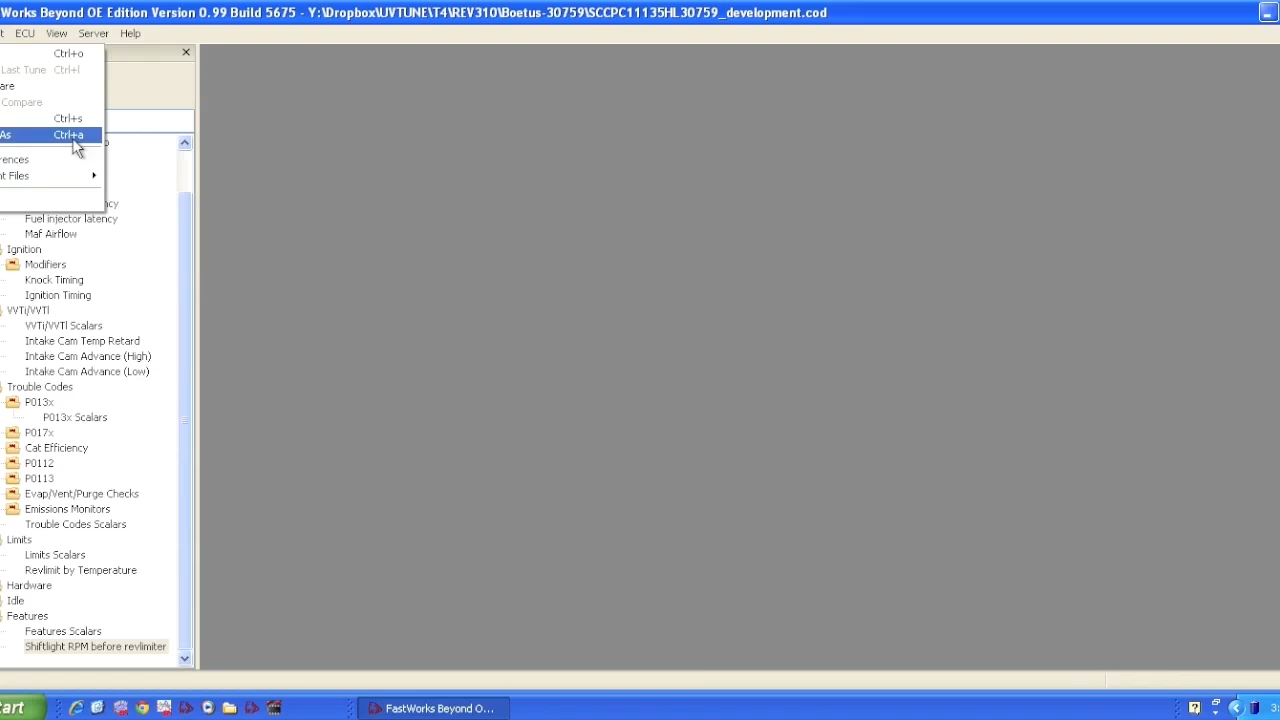 Works Beyond OE Edition Version 0.99 Build 5675 - Y:\Dropbox\UVTUNE\T4\REV310\Boetus-30759\SCCPC11135HL30759_development.cod
t ECU View Server Help
Ctrl+o
Last Tune Ctrl+l
are
Compare
Ctrl+s
As Ctrl+a
rences
nt Files
Fuel injector latency
Maf Airflow
Ignition
Modifiers
Knock Timing
Ignition Timing
VVTi/VVTl
VVTi/VVTl Scalars
Intake Cam Temp Retard
Intake Cam Advance (High)
Intake Cam Advance (Low)
Trouble Codes
P013x
P013x Scalars
P017x
Cat Efficiency
P0112
P0113
Evap/Vent/Purge Checks
Emissions Monitors
Trouble Codes Scalars
Limits
Limits Scalars
Revlimit by Temperature
Hardware
Idle
Features
Features Scalars
Shiftlight RPM before revlimiter
tart FastWorks Beyond O... 3: